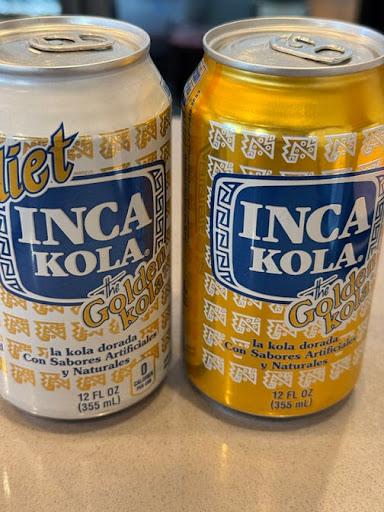 diet
INCA
KOLA.
the
Golden
kola
la kola dorada
Con Sabores Artificiales
y Naturales
0
12 FL OZ
(355 mL)
INCA
KOLA.
the
Golden
kola
la kola dorada
Con Sabores Artificiales
y Naturales
12 FL OZ
(355 mL)